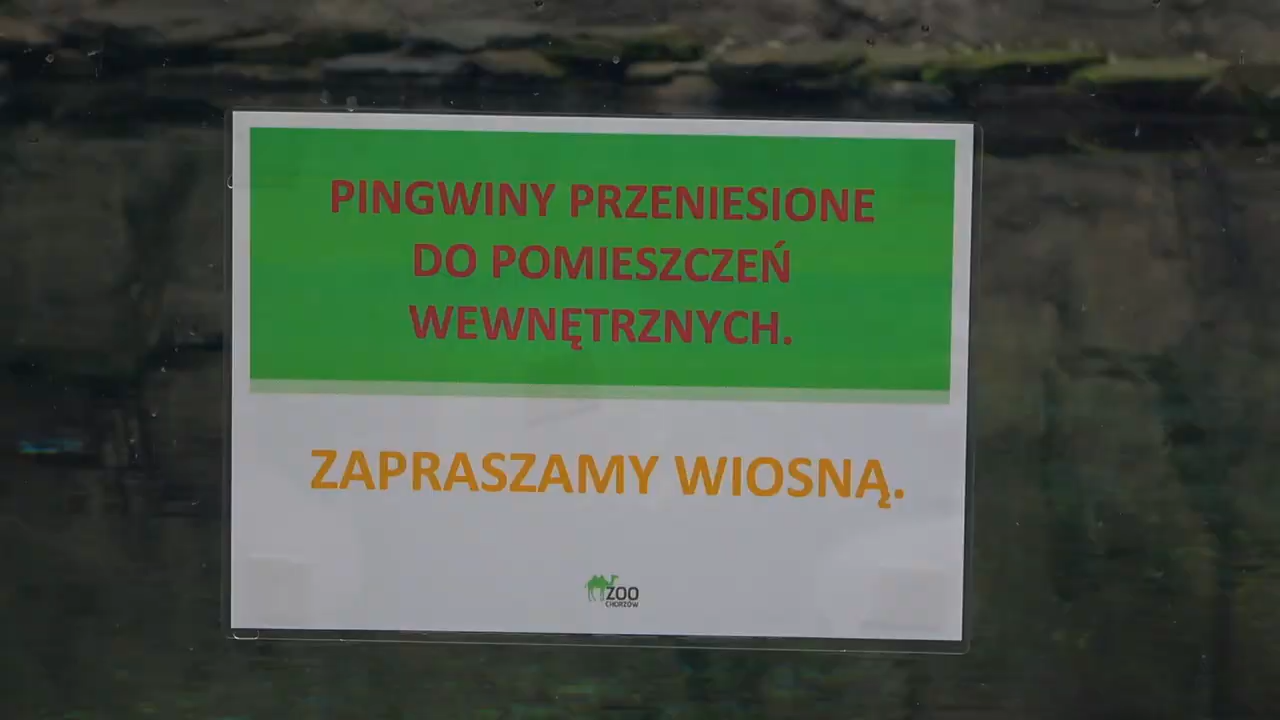 PINGWINY PRZENIESIONE
DO POMIESZCZEŃ
WEWNĘTRZNYCH.
ZAPRASZAMY WIOSNĄ.
ZOO
CHORZÓW